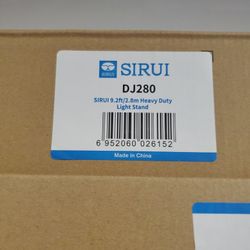 SIRUI
DJ280
SIRUI 9.2ft/2.8m Heavy Duty
Light Stand
6 952060 026152
Made in China